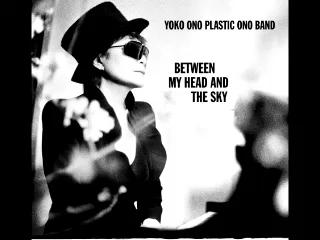 YOKO ONO PLASTIC ONO BAND
BETWEEN
MY HEAD AND
THE SKY